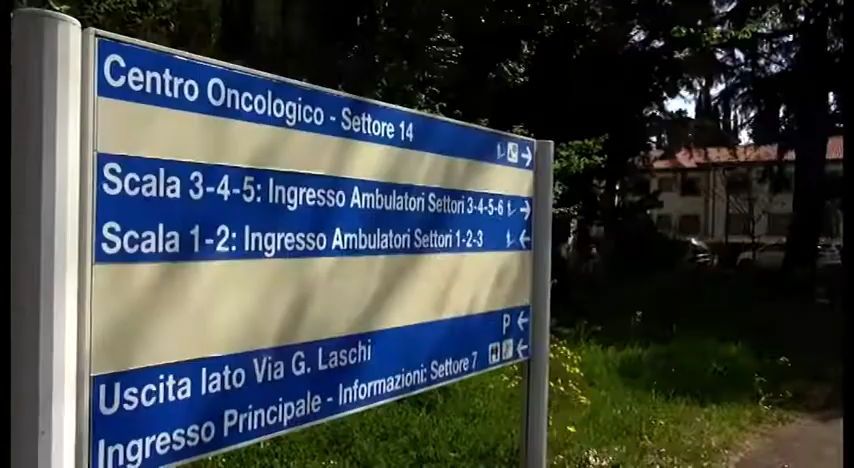 Centro Oncologico - Settore 14
Scala 3-4-5: Ingresso Ambulatori Settori 3-4-5-6
Scala 1-2: Ingresso Ambulatori Settori 1-2-3
P
Uscita lato Via G. Laschi
Ingresso Principale - Informazioni: Settore 7